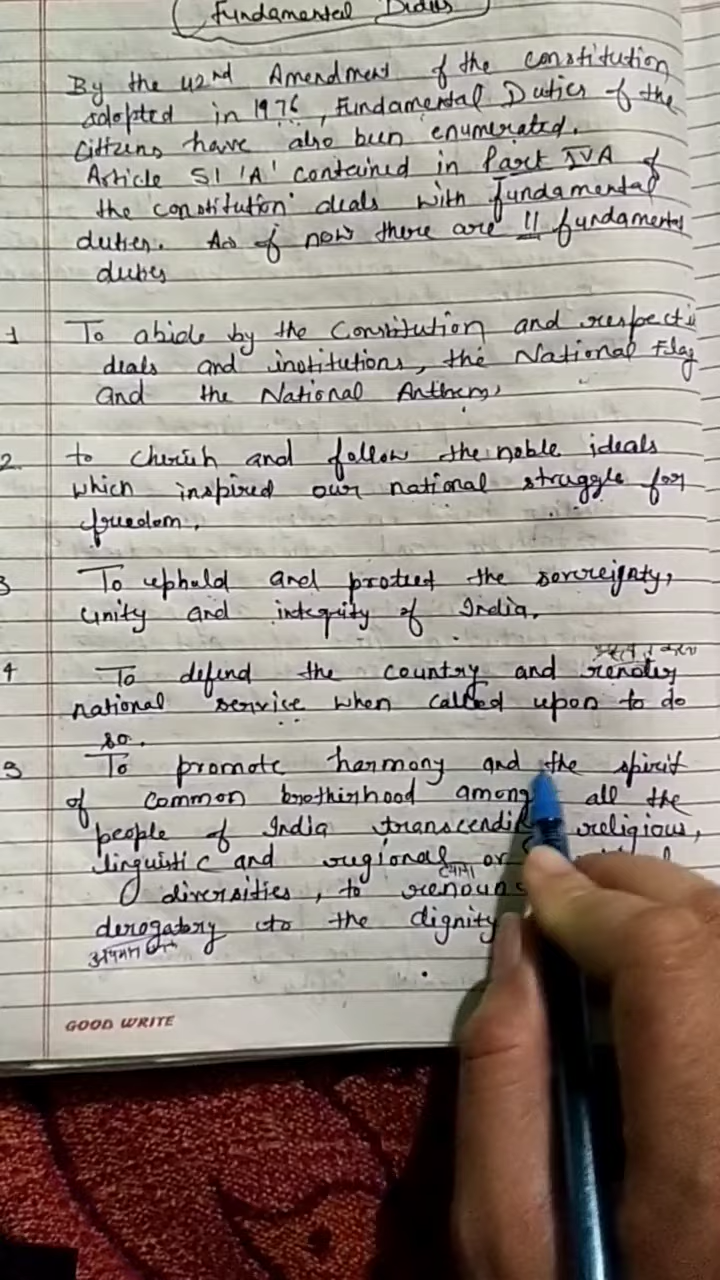 Fundamental Duties
By the 42nd Amendment of the constitution
adopted in 1976, Fundamental Duties of the
Citizens have also been enumerated.
Article 51 'A' contained in Part IVA of
the constitution deals with fundamental
duties. As of now there are 11 fundamental
duties
1 To abide by the Constitution and respect i
deals and institutions, the National Flag
and the National Anthem,
2. to cherish and follow the noble ideals
which inspired our national struggle for
freedom.
3 To uphold and protect the sovereignty,
unity and integrity of India.
4 To defend the country and render
national service when called upon to do
so.
5 To promote harmony and the spirit
of common brotherhood among all the
people of India transcending religious,
linguistic and regional or
diversities, to renounce
derogatory to the dignity
GOOD WRITE